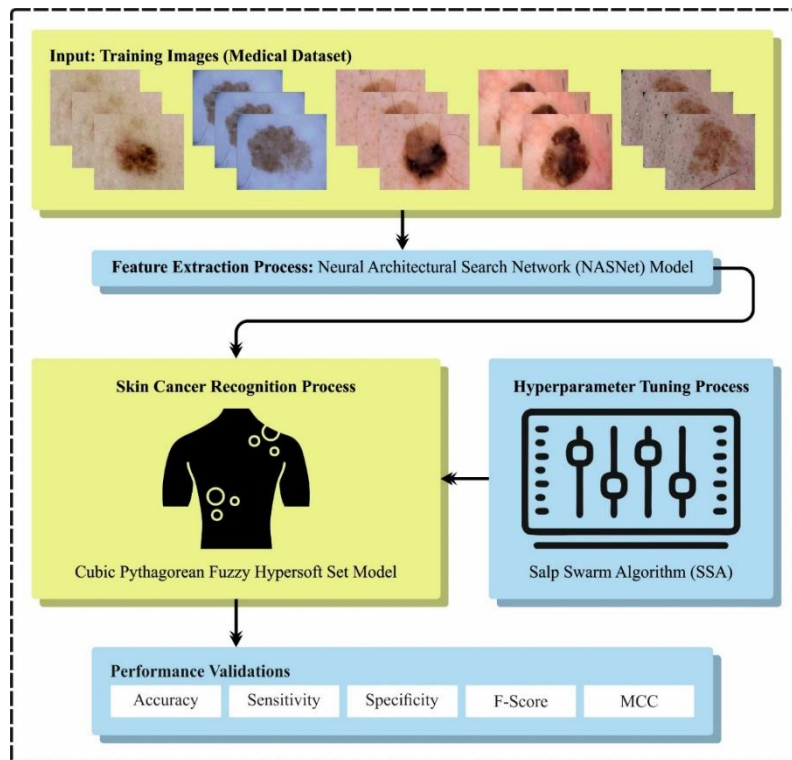 Input: Training Images (Medical Dataset)
Feature Extraction Process: Neural Architectural Search Network (NASNet) Model
Skin Cancer Recognition Process
Cubic Pythagorean Fuzzy Hypersoft Set Model
Hyperparameter Tuning Process
Salp Swarm Algorithm (SSA)
Performance Validations
Accuracy
Sensitivity
Specificity
F-Score
MCC